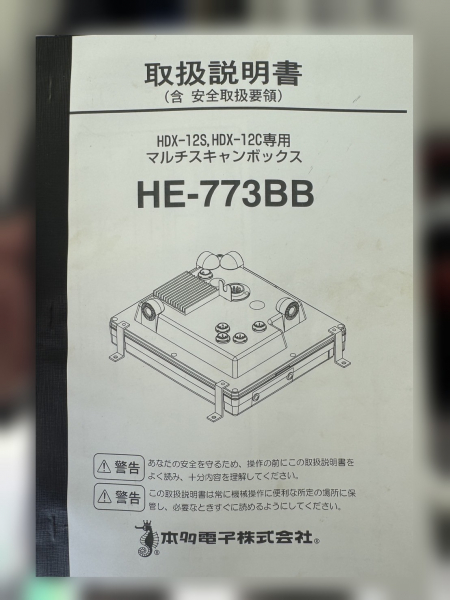 取扱説明書
(含 安全取扱要領)
HDX-12S,HDX-12C専用
マルチスキャンボックス
HE-773BB
⚠警告 あなたの安全を守るため、操作の前にこの取扱説明書を
よく読み、十分内容を理解してください。
⚠警告 この取扱説明書は常に機械操作に便利な所定の場所に保
管し、必要なときすぐに読めるようにしてください。
本多電子株式会社®